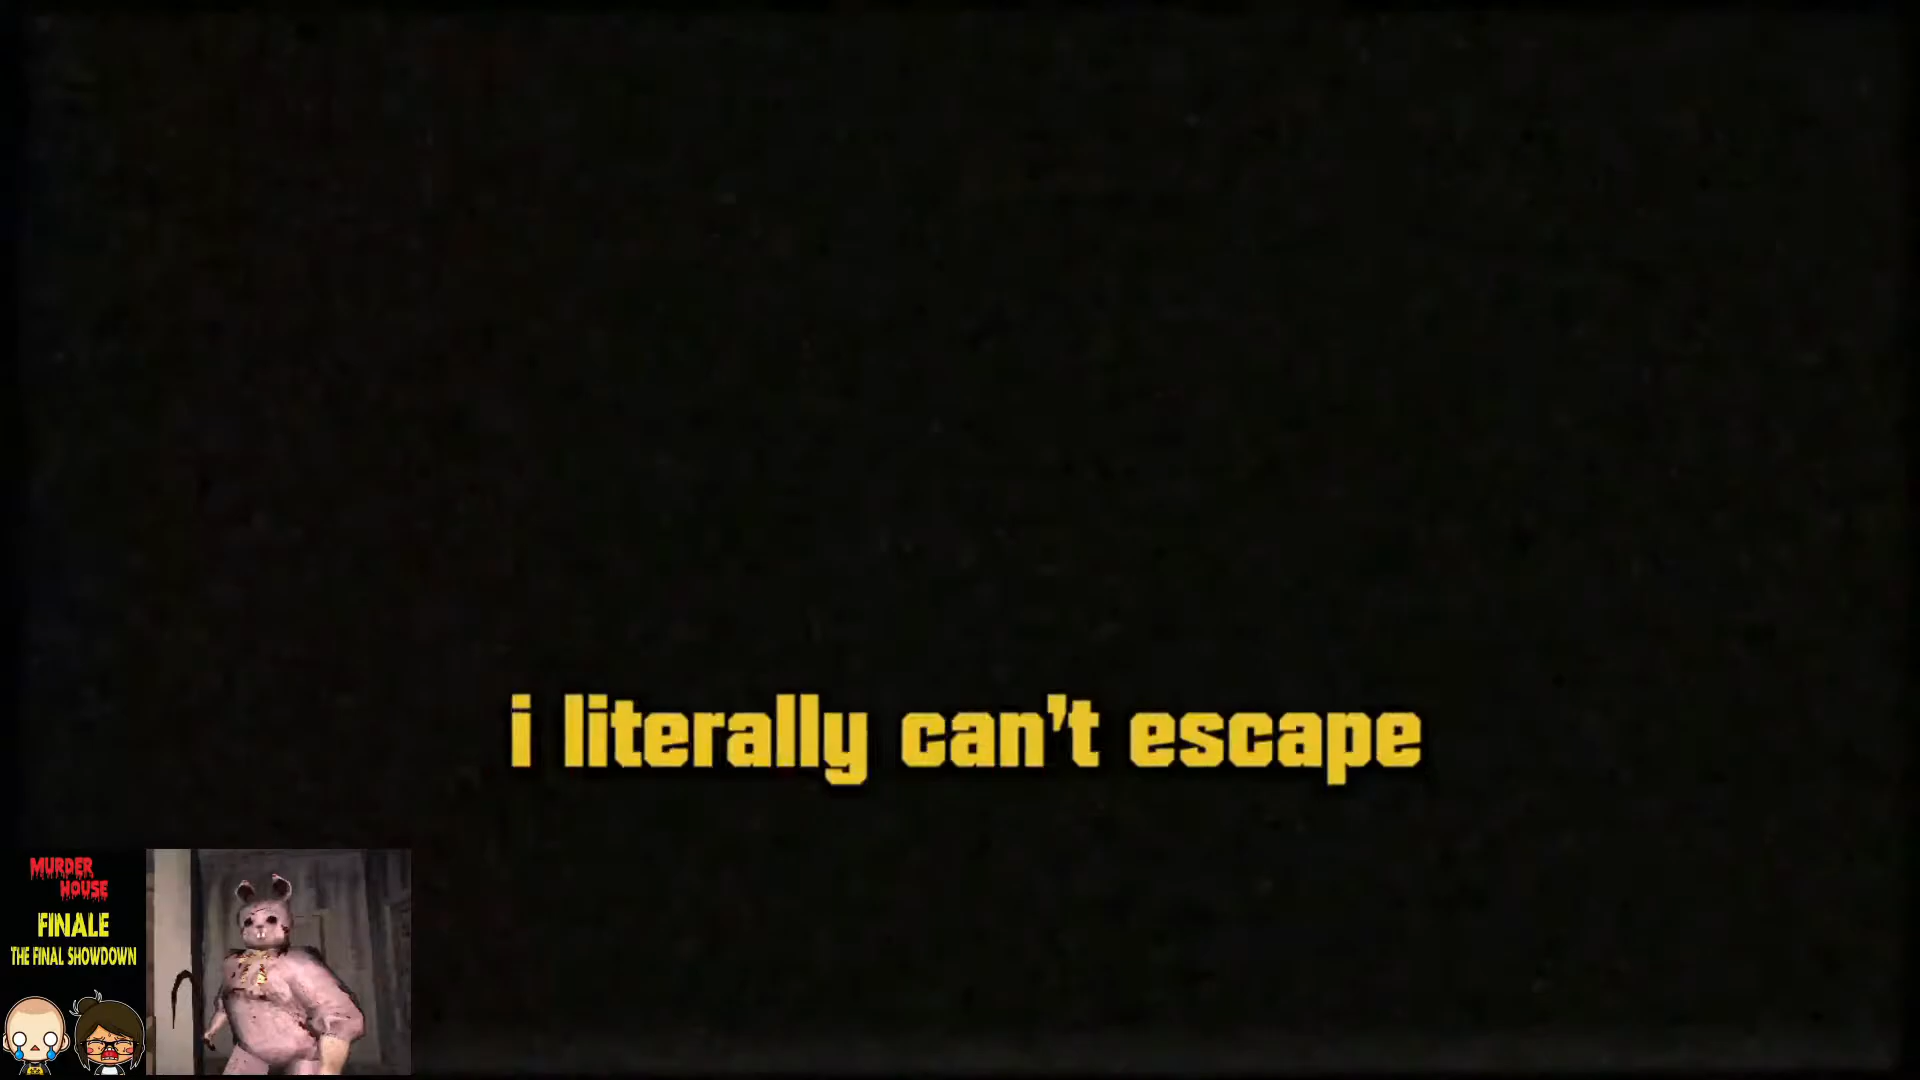 i literally can't escape
MURDER
HOUSE
FINALE
THE FINAL SHOWDOWN